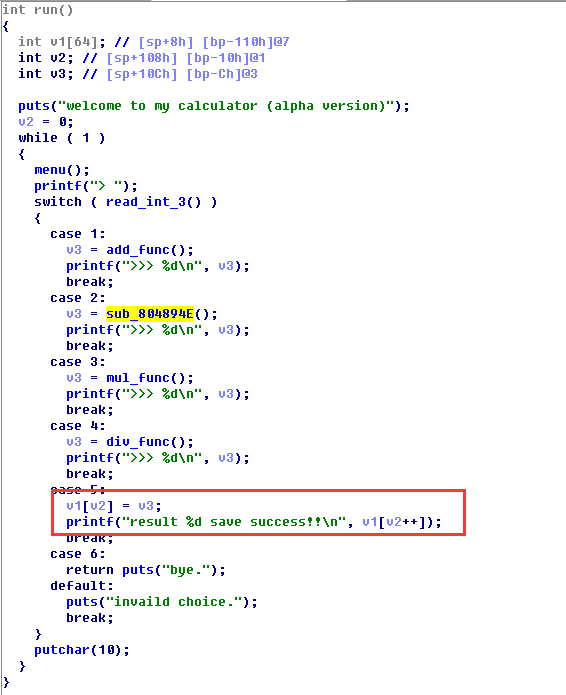 int run()
{
  int v1[64]; // [sp+8h] [bp-110h]@7
  int v2; // [sp+108h] [bp-10h]@1
  int v3; // [sp+10Ch] [bp-Ch]@3

  puts("welcome to my calculator (alpha version)");
  v2 = 0;
  while ( 1 )
  {
    menu();
    printf("> ");
    switch ( read_int_3() )
    {
      case 1:
        v3 = add_func();
        printf(">>> %d\n", v3);
        break;
      case 2:
        v3 = sub_804894E();
        printf(">>> %d\n", v3);
        break;
      case 3:
        v3 = mul_func();
        printf(">>> %d\n", v3);
        break;
      case 4:
        v3 = div_func();
        printf(">>> %d\n", v3);
        break;
      case 5:
        v1[v2] = v3;
        printf("result %d save success!!\n", v1[v2++]);
        break;
      case 6:
        return puts("bye.");
      default:
        puts("invaild choice.");
        break;
    }
    putchar(10);
  }
}